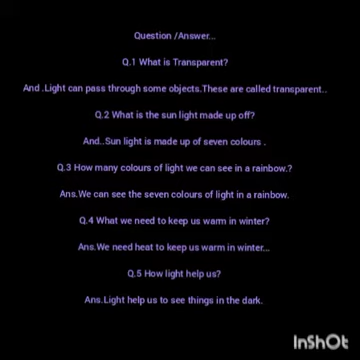 Question /Answer...
Q.1 What is Transparent?
And .Light can pass through some objects.These are called transparent..
Q.2 What is the sun light made up off?
And..Sun light is made up of seven colours .
Q.3 How many colours of light we can see in a rainbow.?
Ans.We can see the seven colours of light in a rainbow.
Q.4 What we need to keep us warm in winter?
Ans.We need heat to keep us warm in winter...
Q.5 How light help us?
Ans.Light help us to see things in the dark.
InShOt